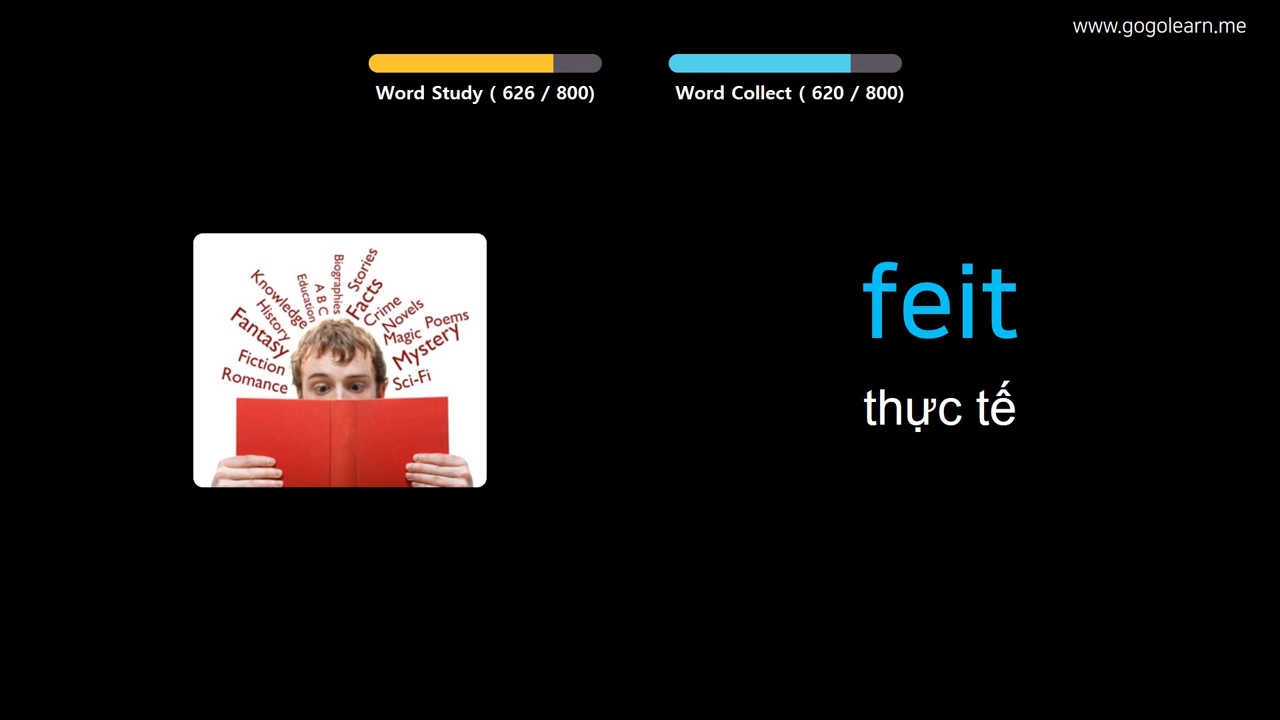 www.gogolearn.me
Word Study ( 626 / 800)
Word Collect ( 620 / 800)
Knowledge
History
Fantasy
Fiction
Romance
Education
A B C
Biographies
Stories
Facts
Crime
Novels
Magic
Poems
Mystery
Sci-Fi
feit
thực tế